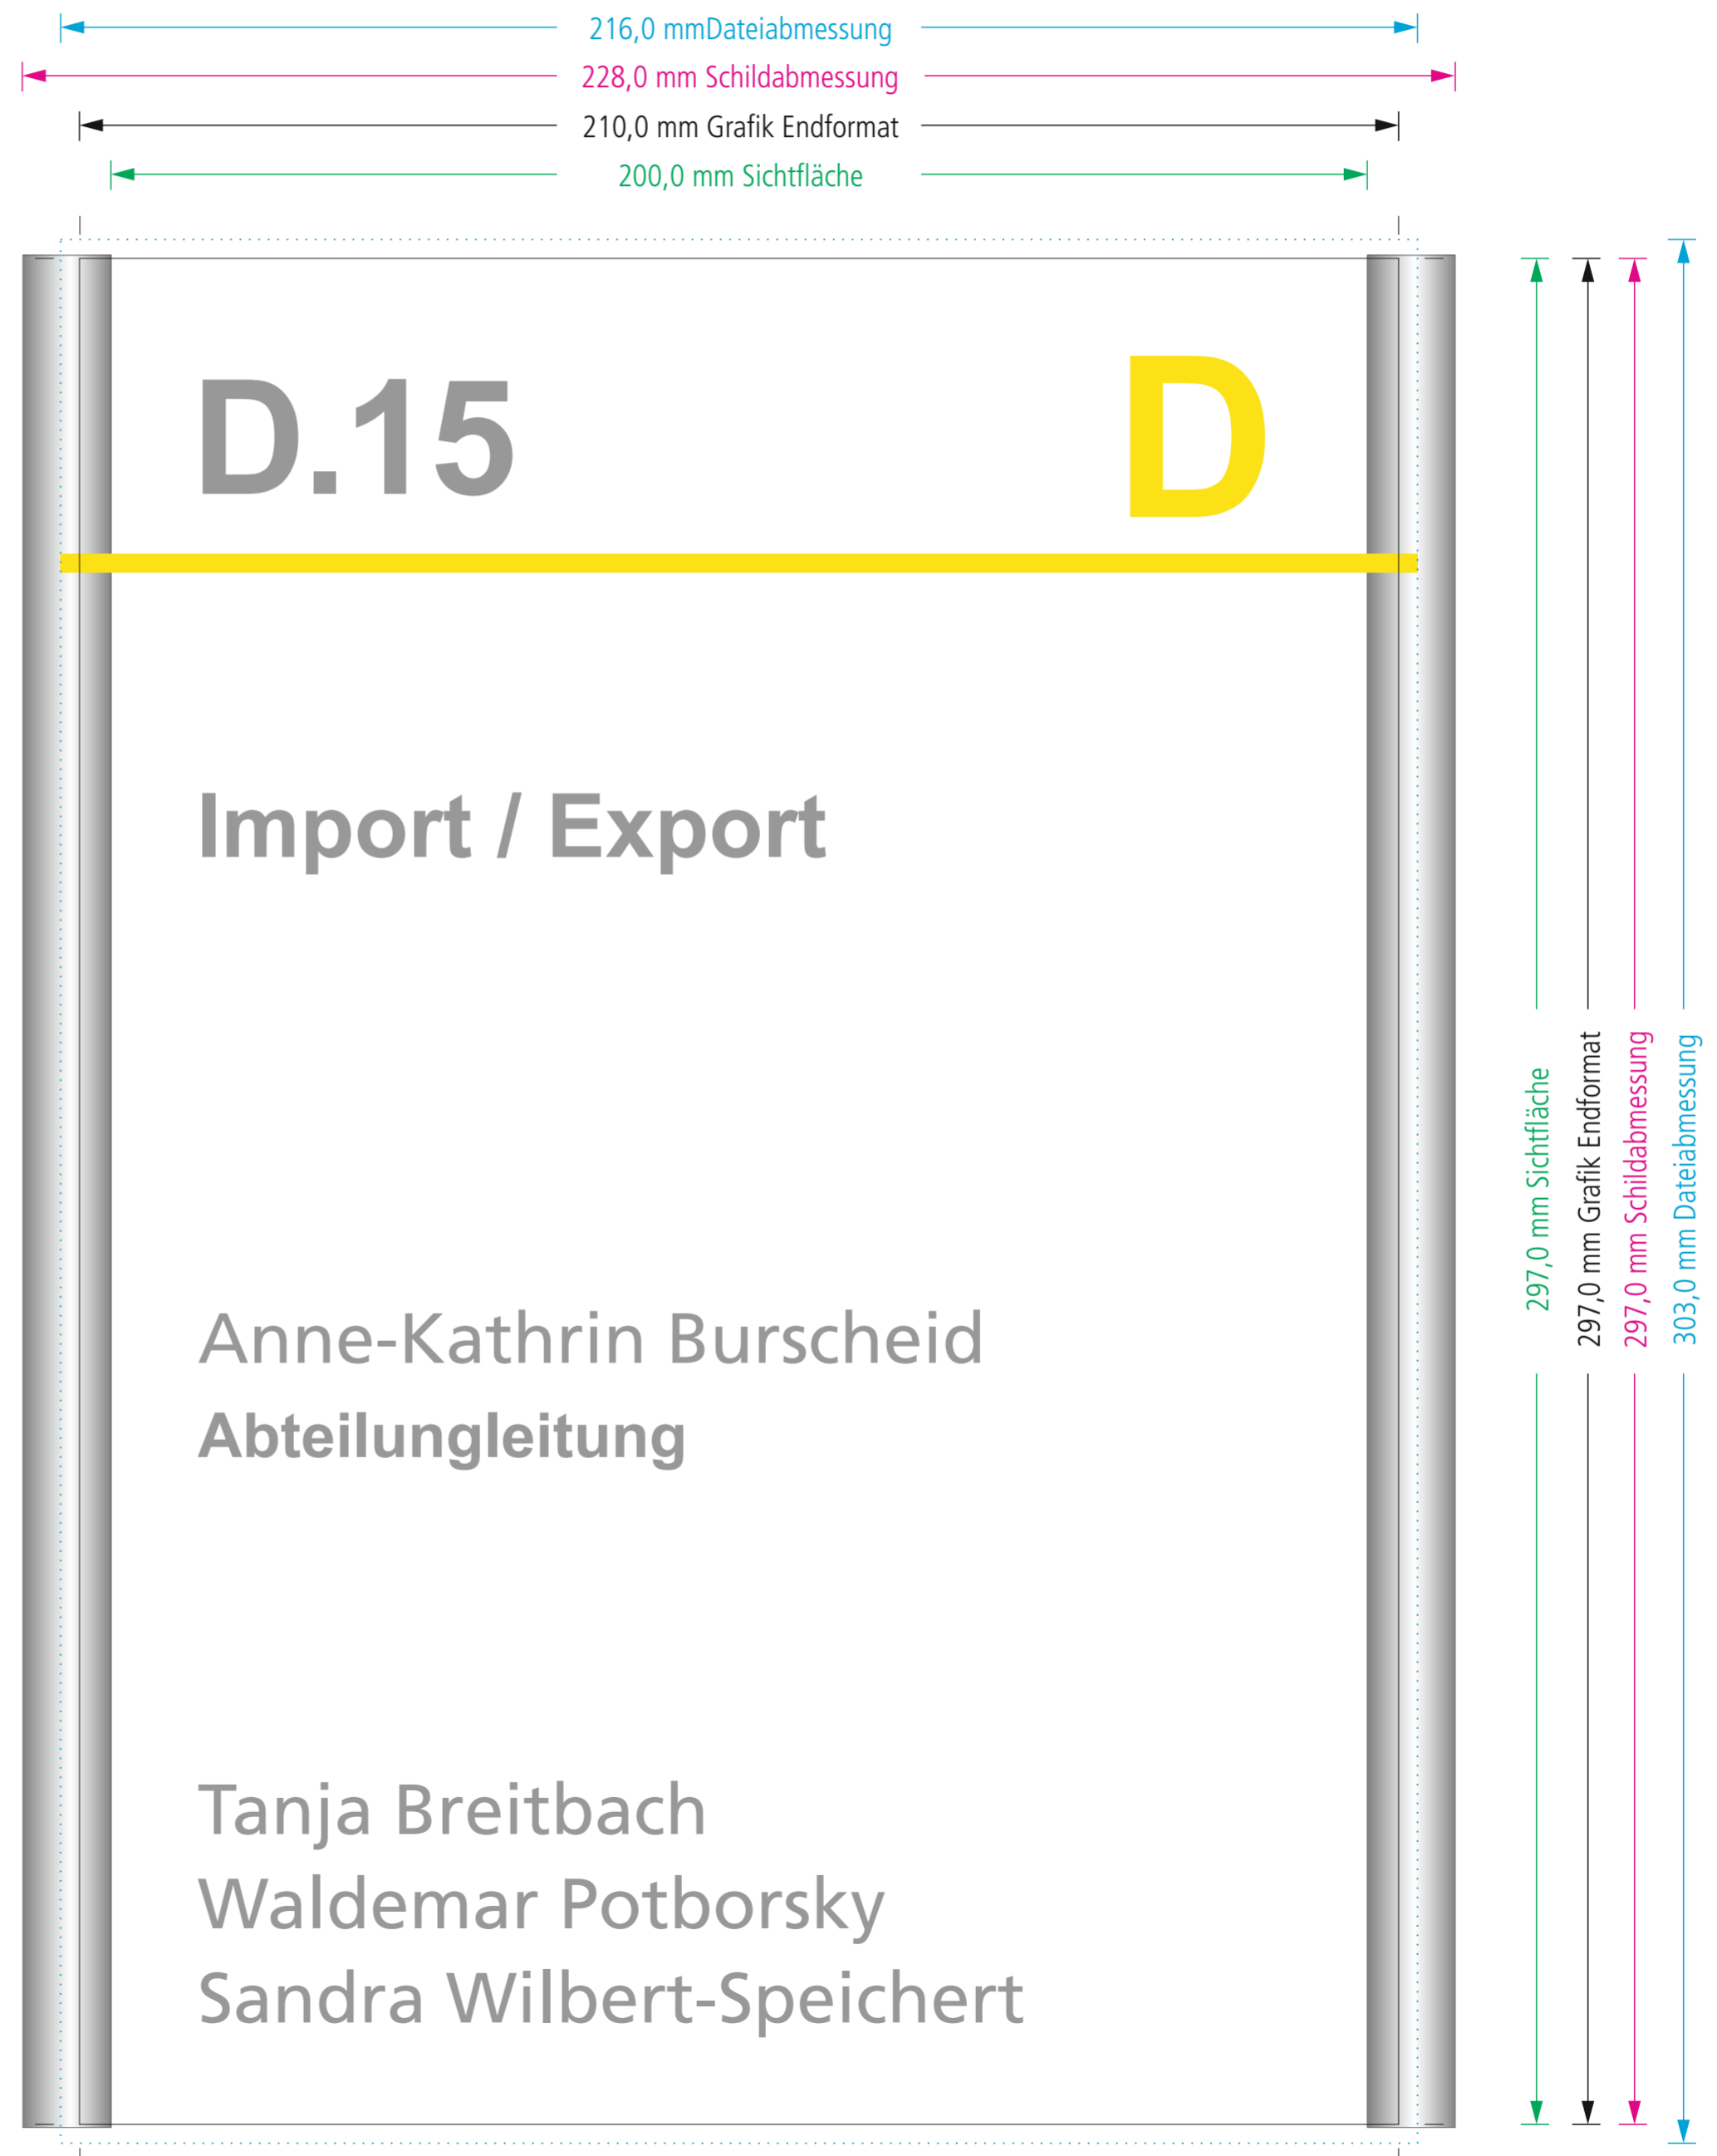 216,0 mmDateiabmessung
228,0 mm Schildabmessung
210,0 mm Grafik Endformat
200,0 mm Sichtfläche
D.15
D
Import / Export
Anne-Kathrin Burscheid
Abteilungleitung
Tanja Breitbach
Waldemar Potborsky
Sandra Wilbert-Speichert
297,0 mm Sichtfläche
297,0 mm Grafik Endformat
297,0 mm Schildabmessung
303,0 mm Dateiabmessung